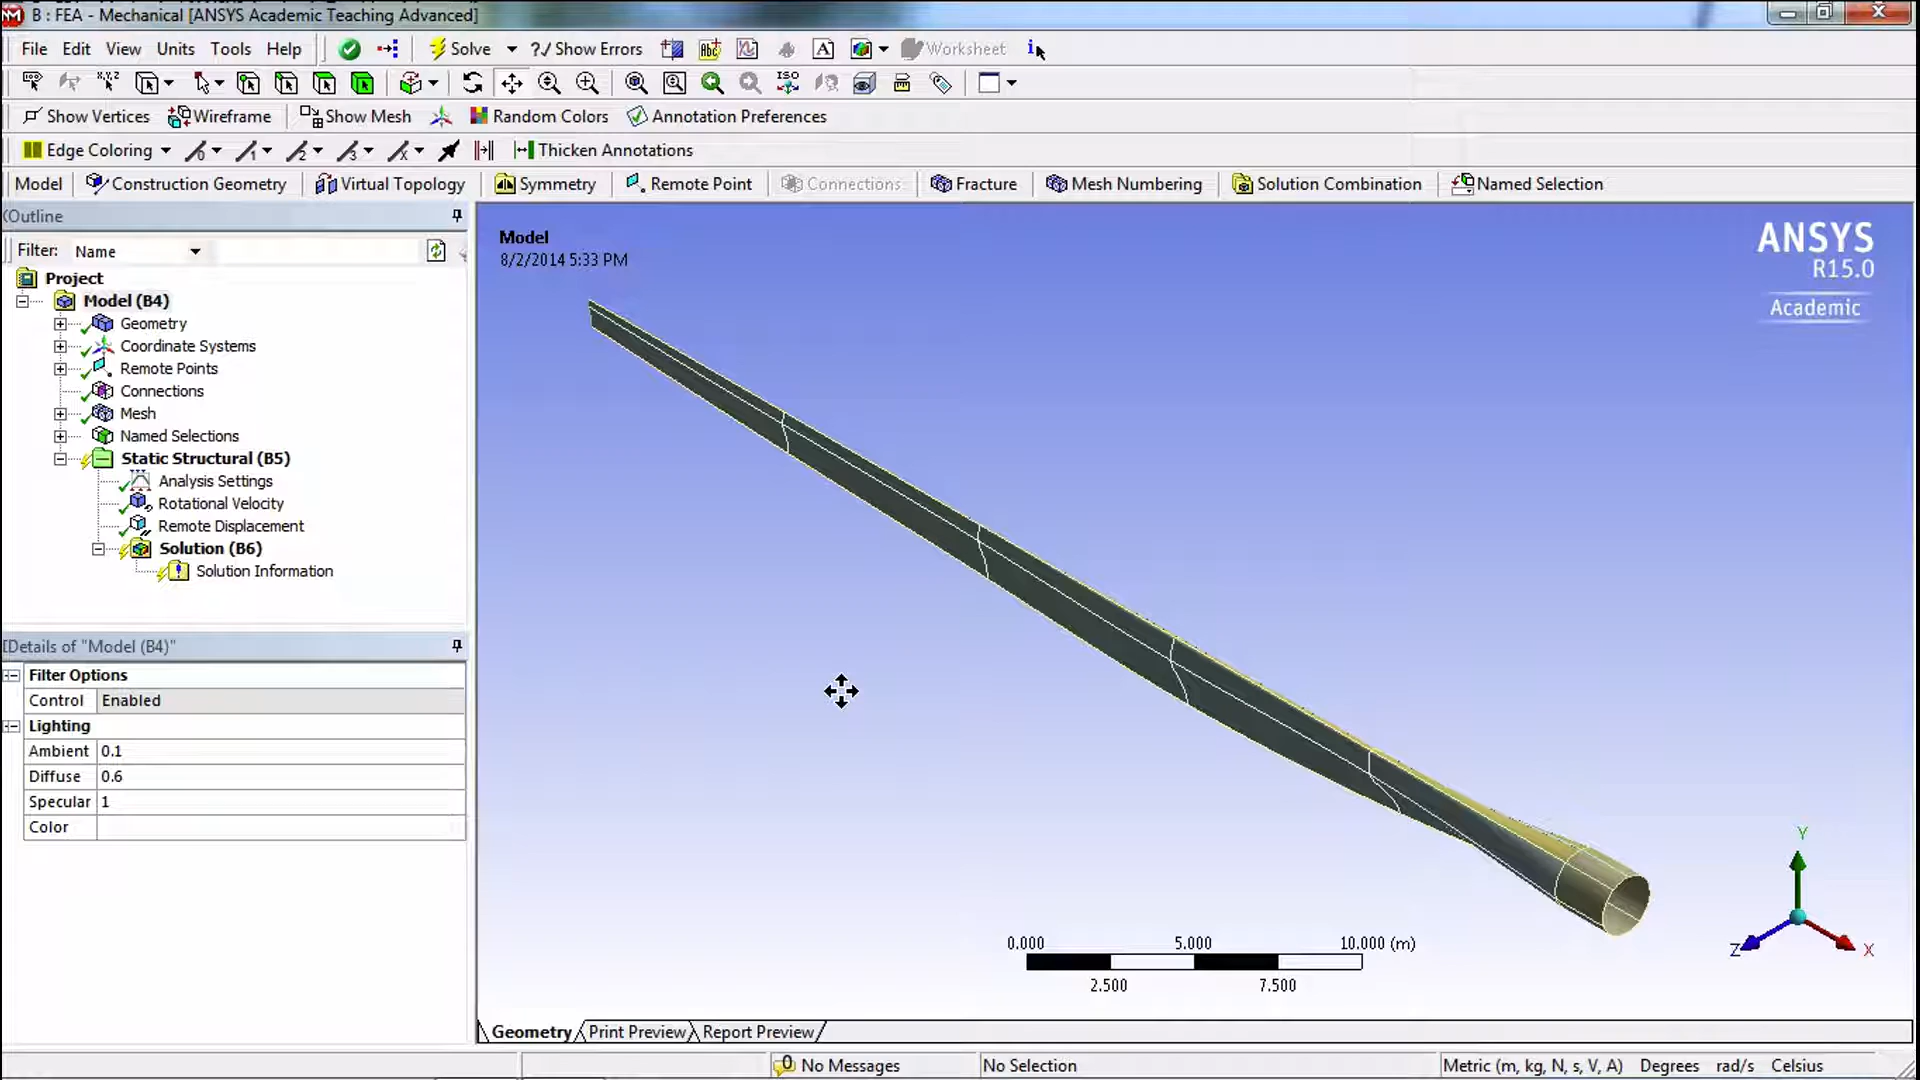 B : FEA - Mechanical [ANSYS Academic Teaching Advanced]
File Edit View Units Tools Help Solve ?/ Show Errors Worksheet
Show Vertices Wireframe Show Mesh Random Colors Annotation Preferences
Edge Coloring Thicken Annotations
Model Construction Geometry Virtual Topology Symmetry Remote Point Connections Fracture Mesh Numbering Solution Combination Named Selection
Outline
Filter: Name
Project
Model (B4)
Geometry
Coordinate Systems
Remote Points
Connections
Mesh
Named Selections
Static Structural (B5)
Analysis Settings
Rotational Velocity
Remote Displacement
Solution (B6)
Solution Information
Details of "Model (B4)"
Filter Options
Control Enabled
Lighting
Ambient 0.1
Diffuse 0.6
Specular 1
Color
Model
8/2/2014 5:33 PM
ANSYS
R15.0
Academic
0.000 5.000 10.000 (m)
2.500 7.500
Y
Z X
Geometry Print Preview Report Preview
No Messages No Selection Metric (m, kg, N, s, V, A) Degrees rad/s Celsius